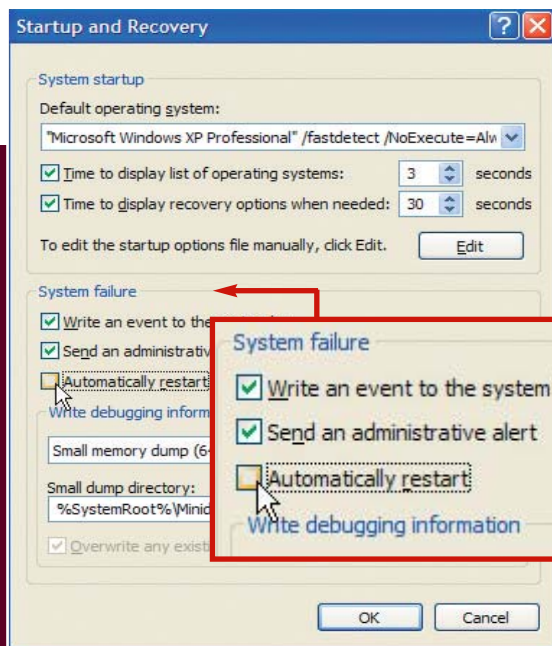 Startup and Recovery
System startup
Default operating system:
"Microsoft Windows XP Professional" /fastdetect /NoExecute=Alw
Time to display list of operating systems: 3 seconds
Time to display recovery options when needed: 30 seconds
To edit the startup options file manually, click Edit. Edit
System failure
Write an event to the
Send an administrativ
Automatically restart
Write debugging inform
Small memory dump (64
Small dump directory:
%SystemRoot%\Minid
Overwrite any existi
System failure
Write an event to the system
Send an administrative alert
Automatically restart
Write debugging information
OK Cancel